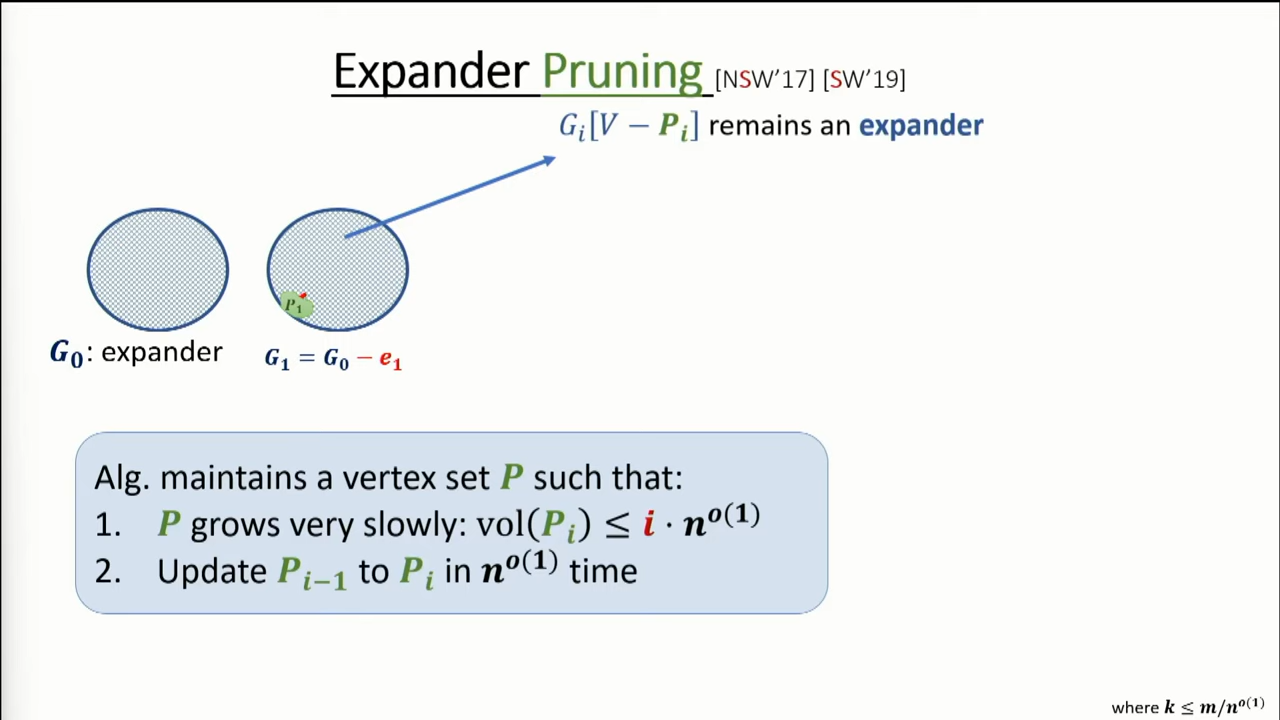 Expander Pruning [NSW'17] [SW'19]
G_i[V − P_i] remains an expander
P_1
G_0: expander
G_1 = G_0 − e_1
Alg. maintains a vertex set P such that:
1. P grows very slowly: vol(P_i) ≤ i · n^{o(1)}
2. Update P_{i−1} to P_i in n^{o(1)} time
where k ≤ m/n^{o(1)}